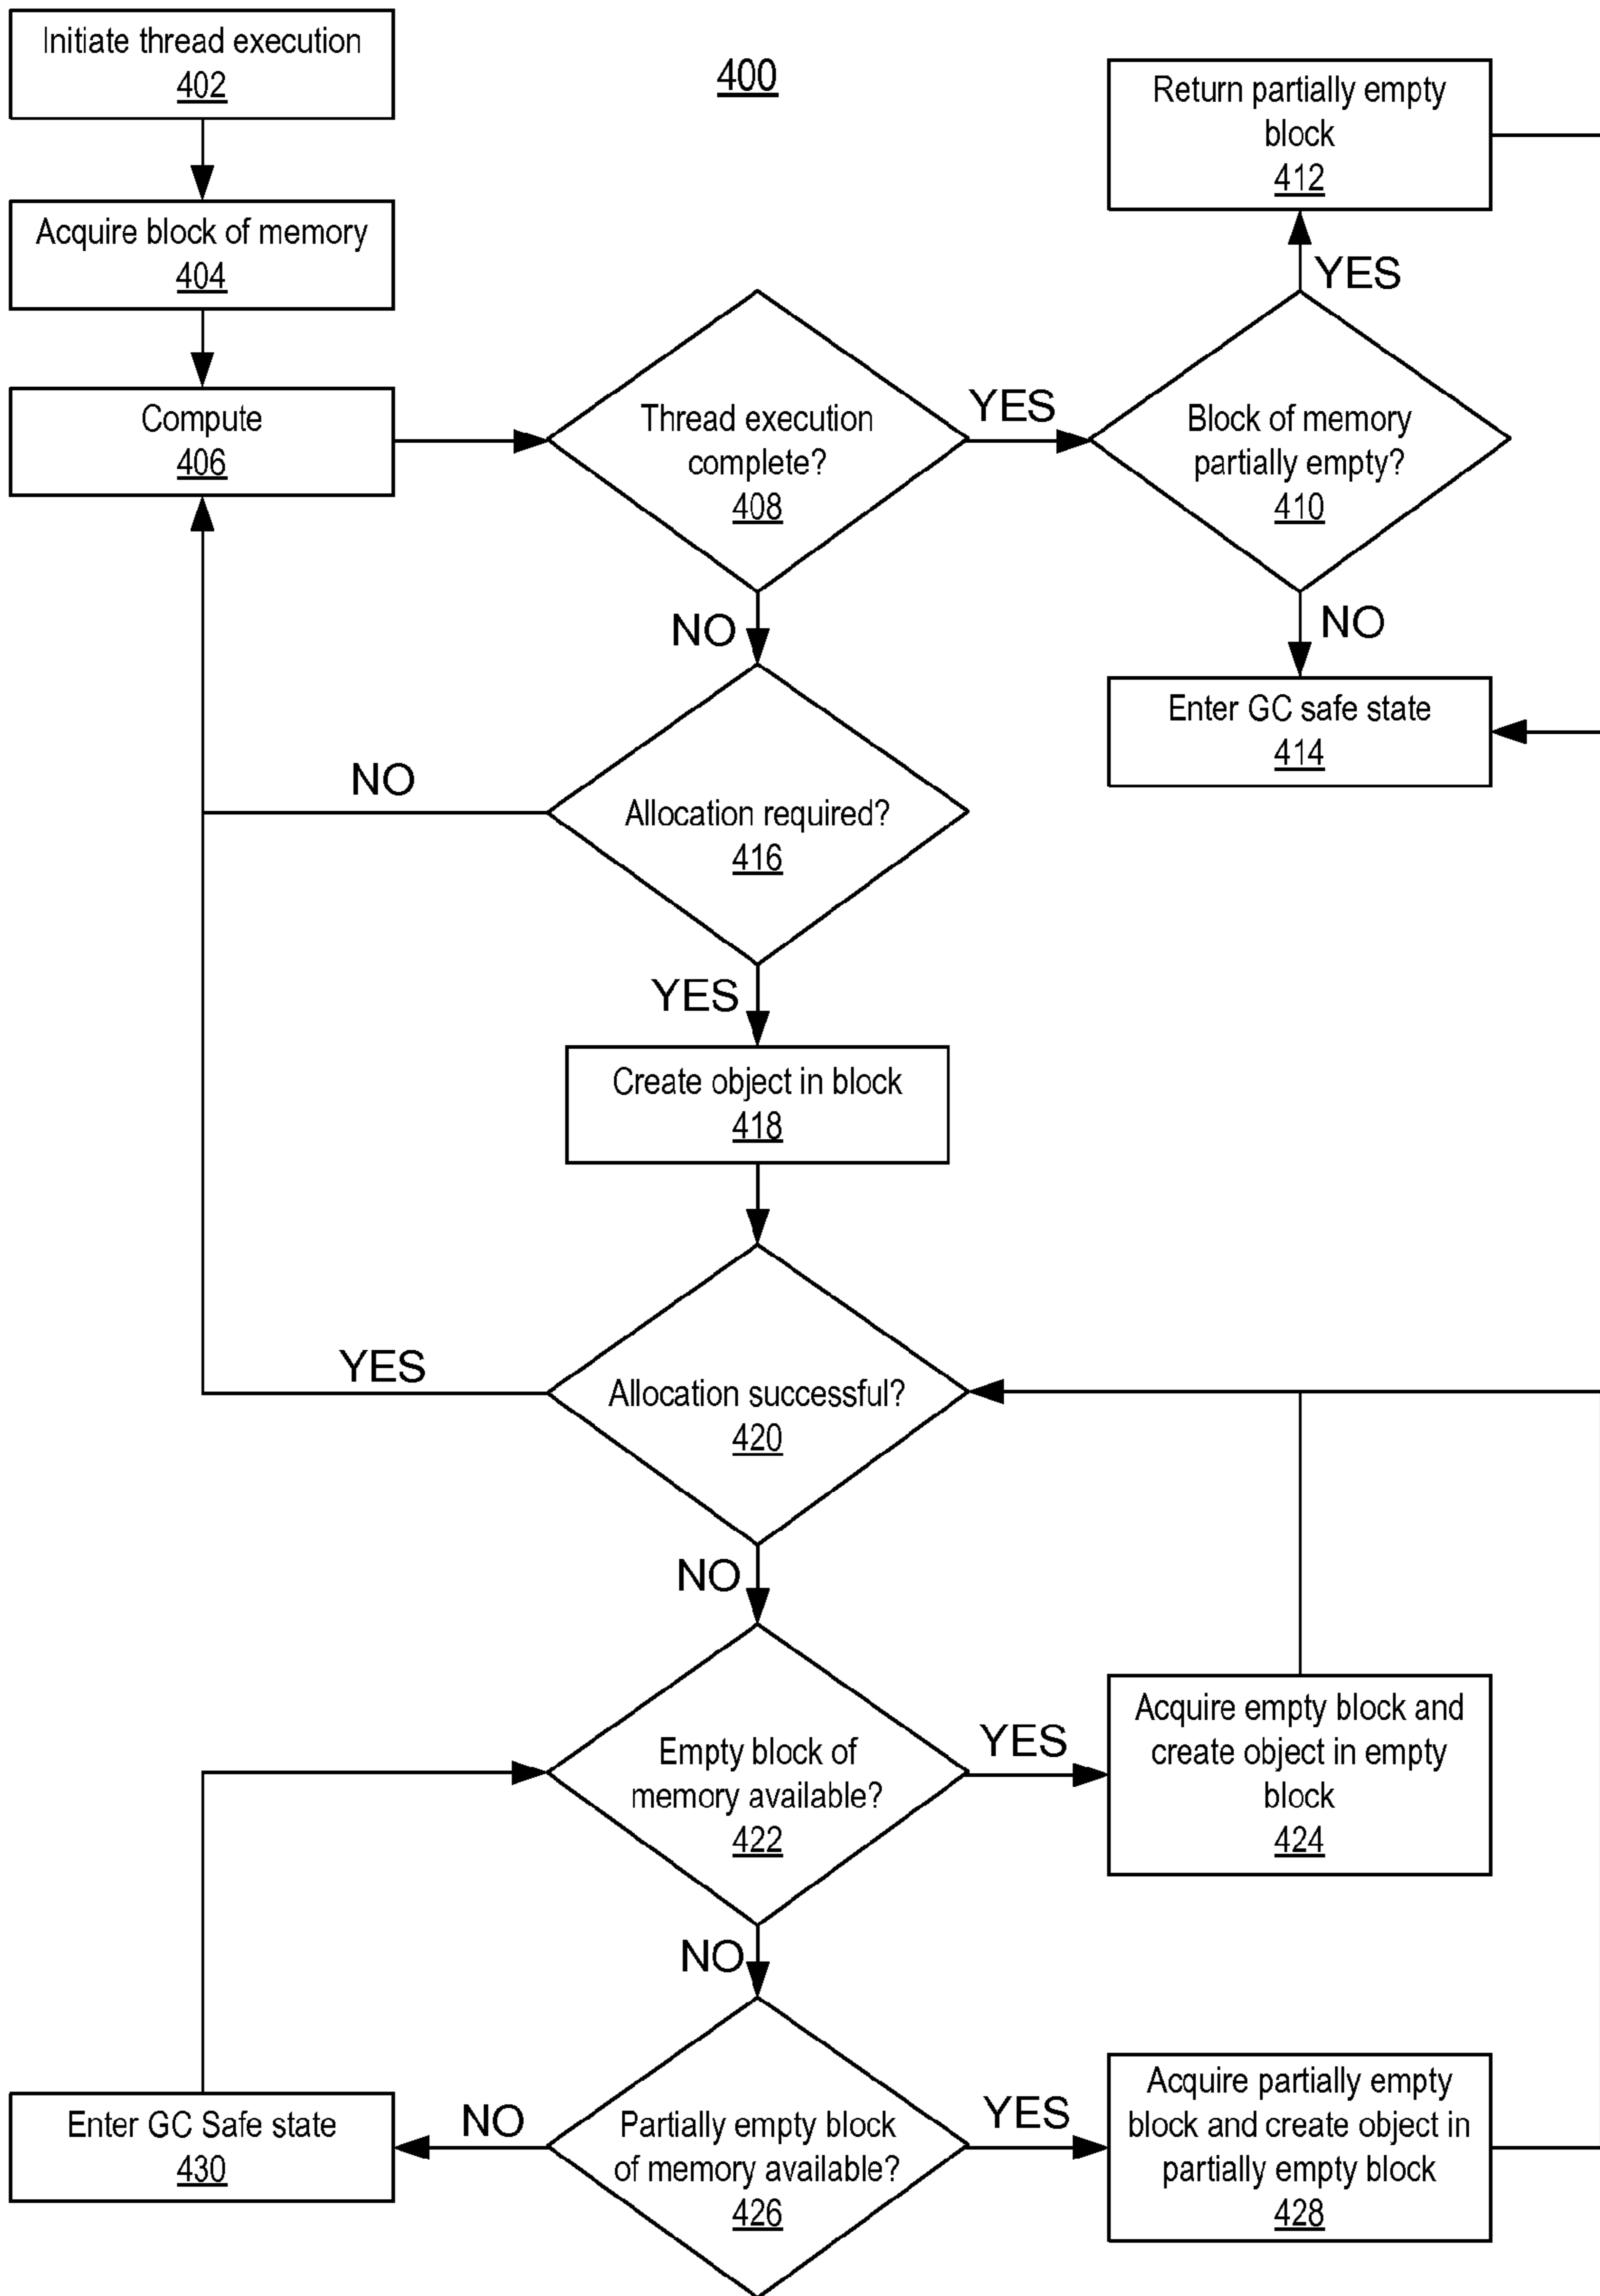 Initiate thread execution
402
400
Return partially empty
block
412
Acquire block of memory
404
YES
Compute
406
Thread execution
complete?
408
YES
Block of memory
partially empty?
410
NO
NO
Enter GC safe state
414
NO
Allocation required?
416
YES
Create object in block
418
YES
Allocation successful?
420
NO
Empty block of
memory available?
422
YES
Acquire empty block and
create object in empty
block
424
NO
Enter GC Safe state
430
NO
Partially empty block
of memory available?
426
YES
Acquire partially empty
block and create object in
partially empty block
428